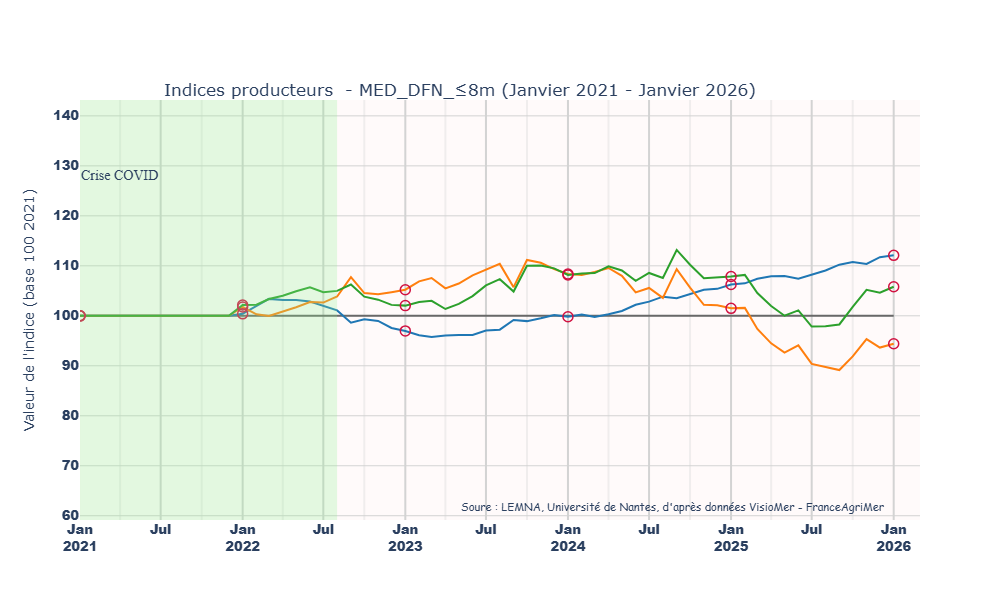 Indices producteurs - MED_DFN_≤8m (Janvier 2021 - Janvier 2026)
140
130
Crise COVID
120
110
100
90
80
70
60
Valeur de l'indice (base 100 2021)
Soure : LEMNA, Université de Nantes, d'après données VisioMer - FranceAgriMer
Jan Jul Jan Jul Jan Jan Jul Jan Jul Jan
2021 2022 2023 2024 2025 2026